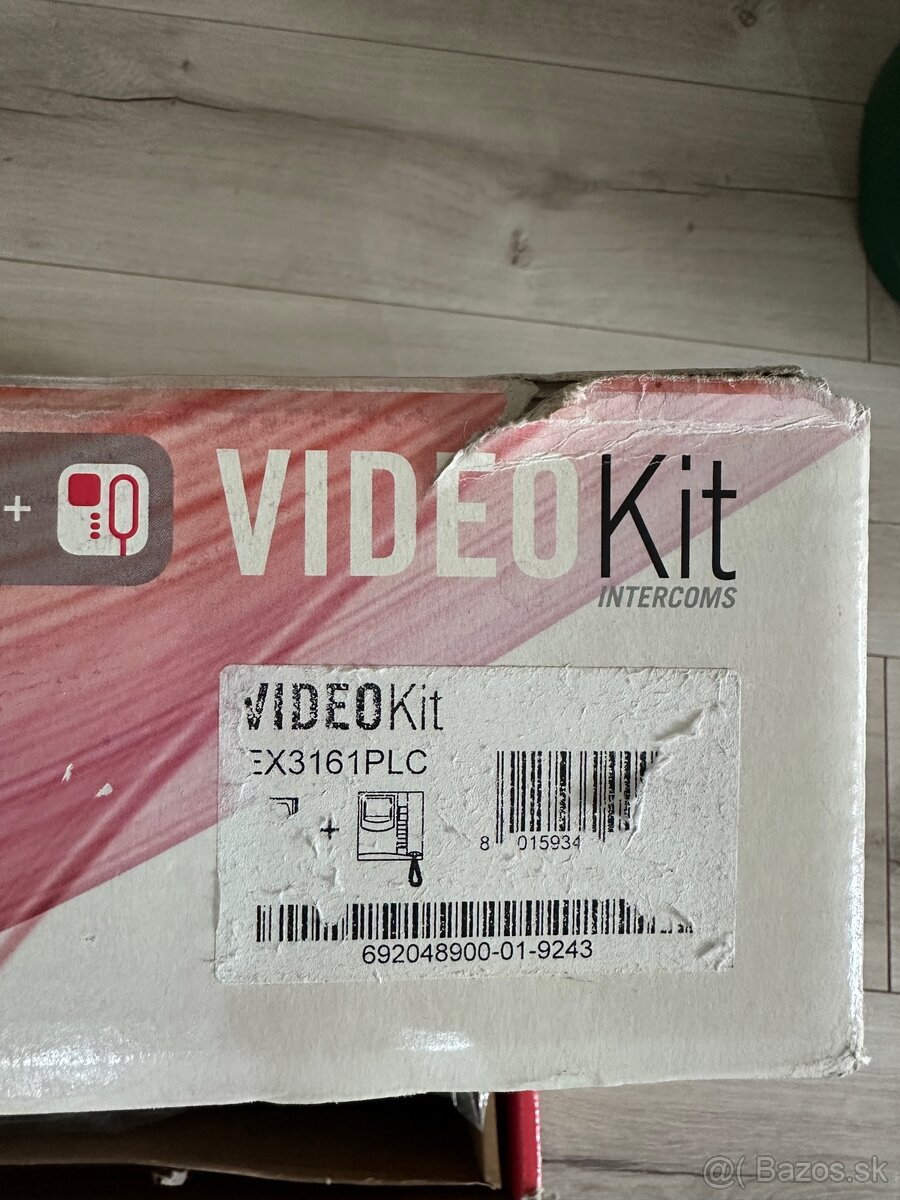 +
VIDEOKit
INTERCOMS
VIDEOKit
EX3161PLC
+
8 015934
692048900-01-9243
@( Bazos.sk